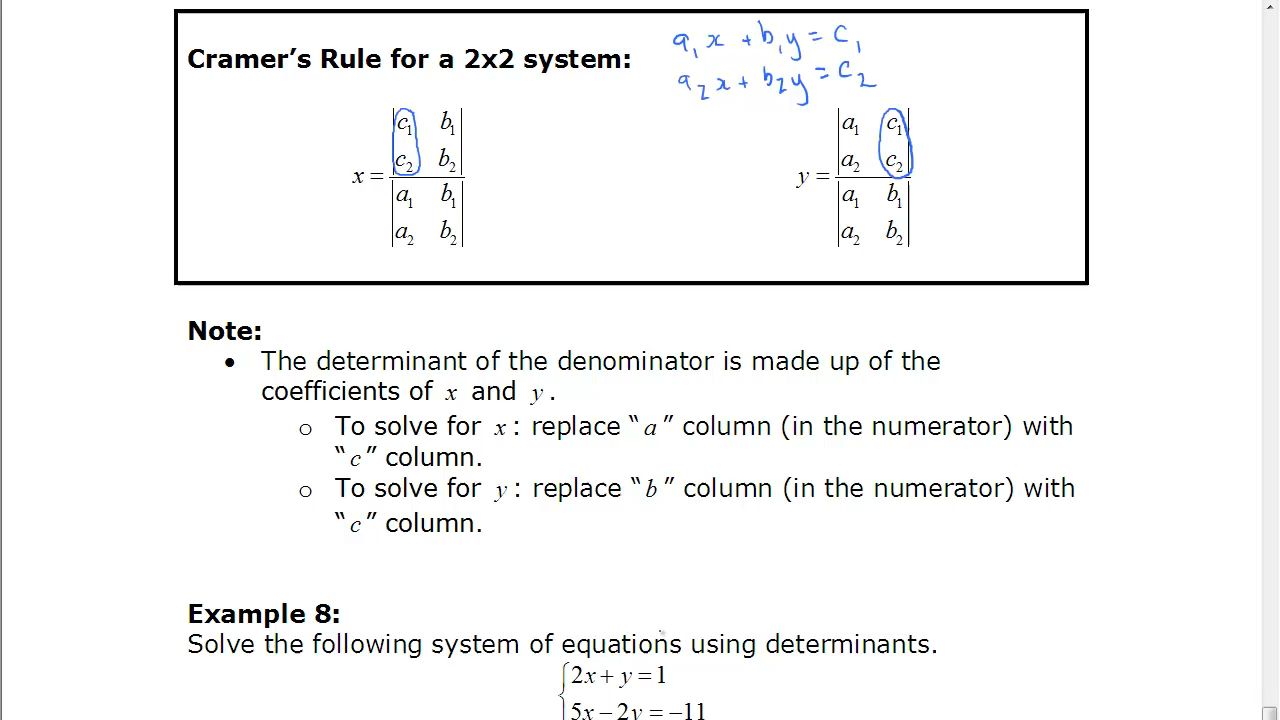 Cramer's Rule for a 2x2 system:
a₁x + b₁y = c₁
a₂x + b₂y = c₂
x = |c₁ b₁; c₂ b₂| / |a₁ b₁; a₂ b₂|
y = |a₁ c₁; a₂ c₂| / |a₁ b₁; a₂ b₂|
Note:
• The determinant of the denominator is made up of the
coefficients of x and y.
o To solve for x: replace "a" column (in the numerator) with
"c" column.
o To solve for y: replace "b" column (in the numerator) with
"c" column.
Example 8:
Solve the following system of equations using determinants.
2x + y = 1
5x − 2y = −11